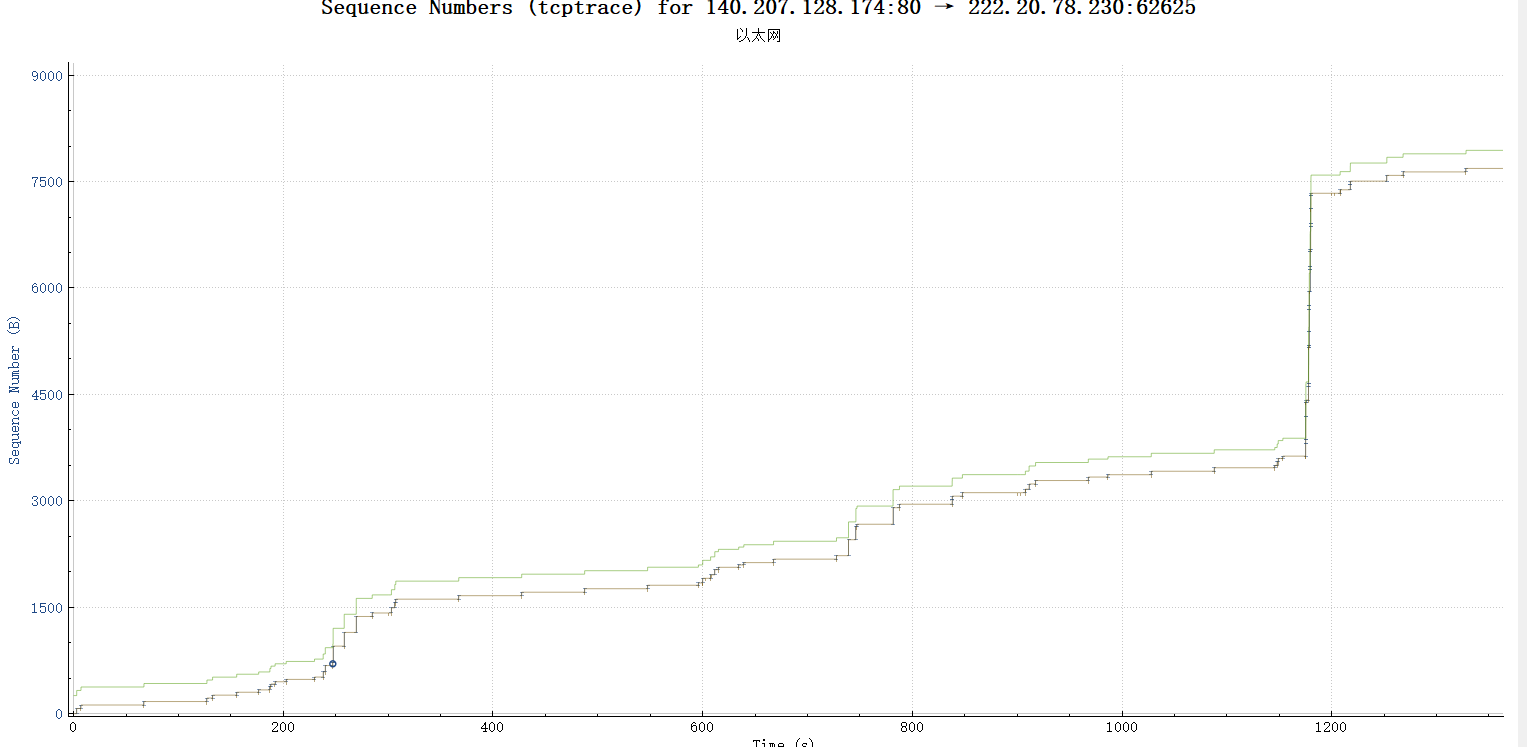 Sequence Numbers (tcptrace) for 140.207.128.174:80 → 222.20.78.230:62625
以太网
9000
7500
6000
4500
3000
1500
0
Sequence Number (B)
0 200 400 600 800 1000 1200
Time (s)